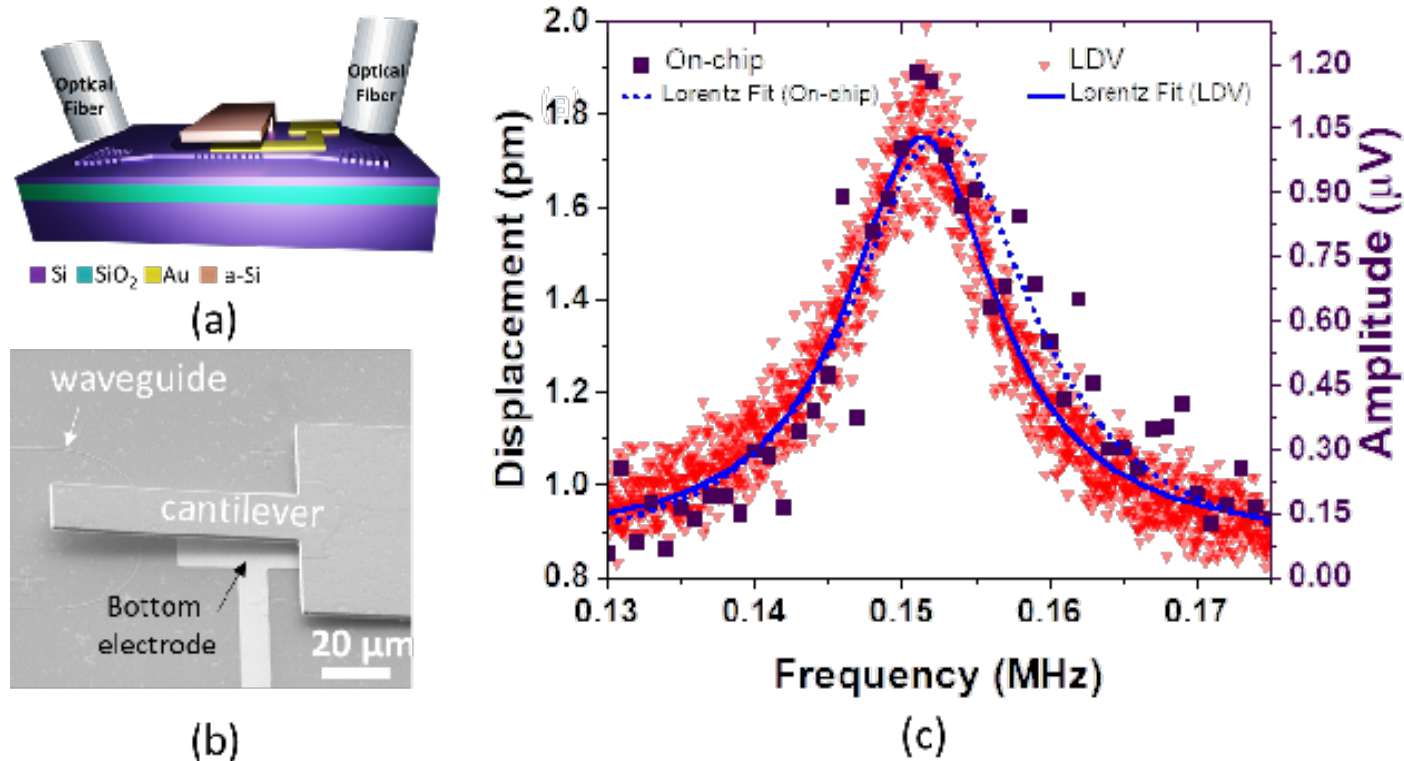 Optical
Fiber
Optical
Fiber
Si SiO2 Au a-Si
(a)
waveguide
cantilever
Bottom
electrode
20 µm
(b)
2.0
1.8
1.6
1.4
1.2
1.0
0.8
Displacement (pm)
On-chip LDV
Lorentz Fit (On-chip) Lorentz Fit (LDV)
(a)
1.20
1.05
0.90
0.75
0.60
0.45
0.30
0.15
0.00
Amplitude (µV)
0.13 0.14 0.15 0.16 0.17
Frequency (MHz)
(c)